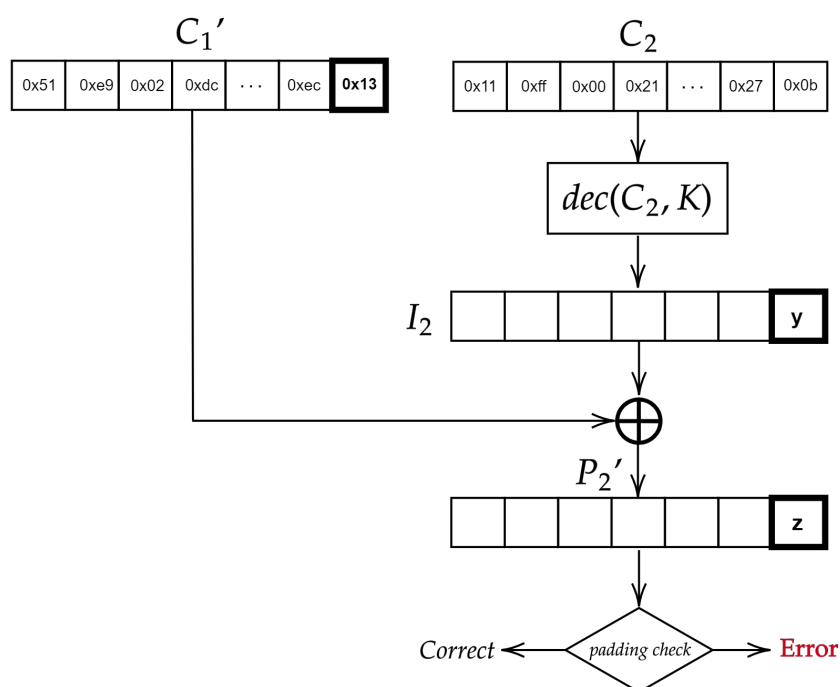 C₁′
C₂
0x51 0xe9 0x02 0xdc ... 0xec 0x13
0x11 0xff 0x00 0x21 ... 0x27 0x0b
dec(C₂, K)
I₂
y
P₂′
z
Correct
padding check
Error